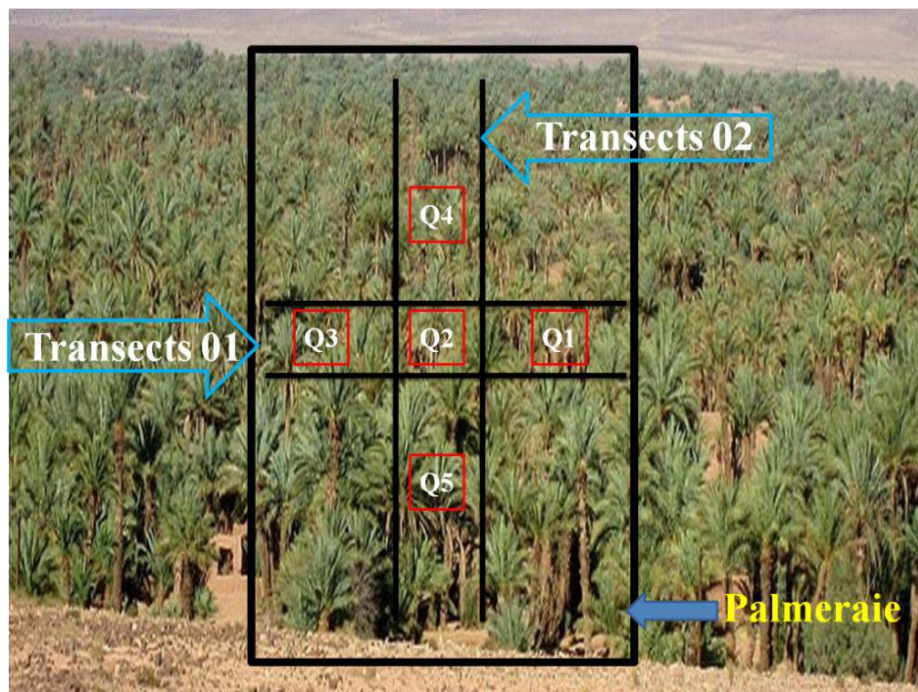 Transects 02
Q4
Transects 01
Q3
Q2
Q1
Q5
Palmeraie